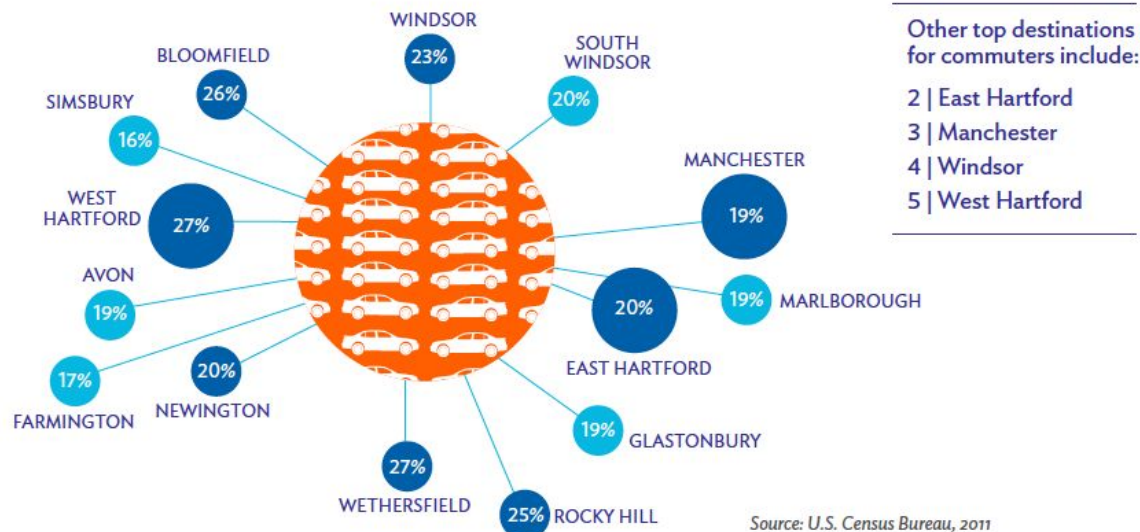 WINDSOR
23%
SOUTH
WINDSOR
20%
BLOOMFIELD
26%
SIMSBURY
16%
WEST
HARTFORD
27%
AVON
19%
17%
FARMINGTON
20%
NEWINGTON
27%
WETHERSFIELD
25%
ROCKY HILL
19%
GLASTONBURY
20%
EAST HARTFORD
19%
MARLBOROUGH
MANCHESTER
19%
Other top destinations
for commuters include:
2 | East Hartford
3 | Manchester
4 | Windsor
5 | West Hartford
Source: U.S. Census Bureau, 2011